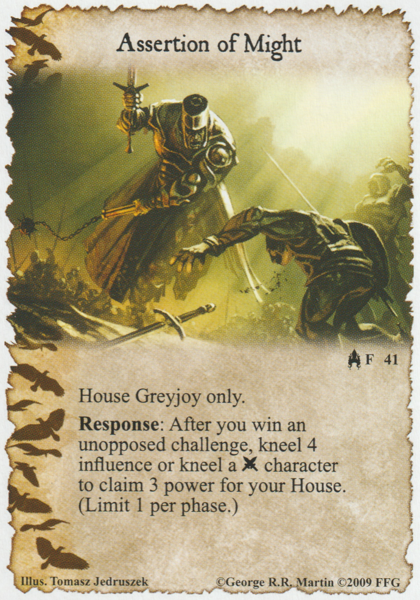 Assertion of Might
F 41
House Greyjoy only.
Response: After you win an
unopposed challenge, kneel 4
influence or kneel a character
to claim 3 power for your House.
(Limit 1 per phase.)
Illus. Tomasz Jedruszek ©George R.R. Martin ©2009 FFG